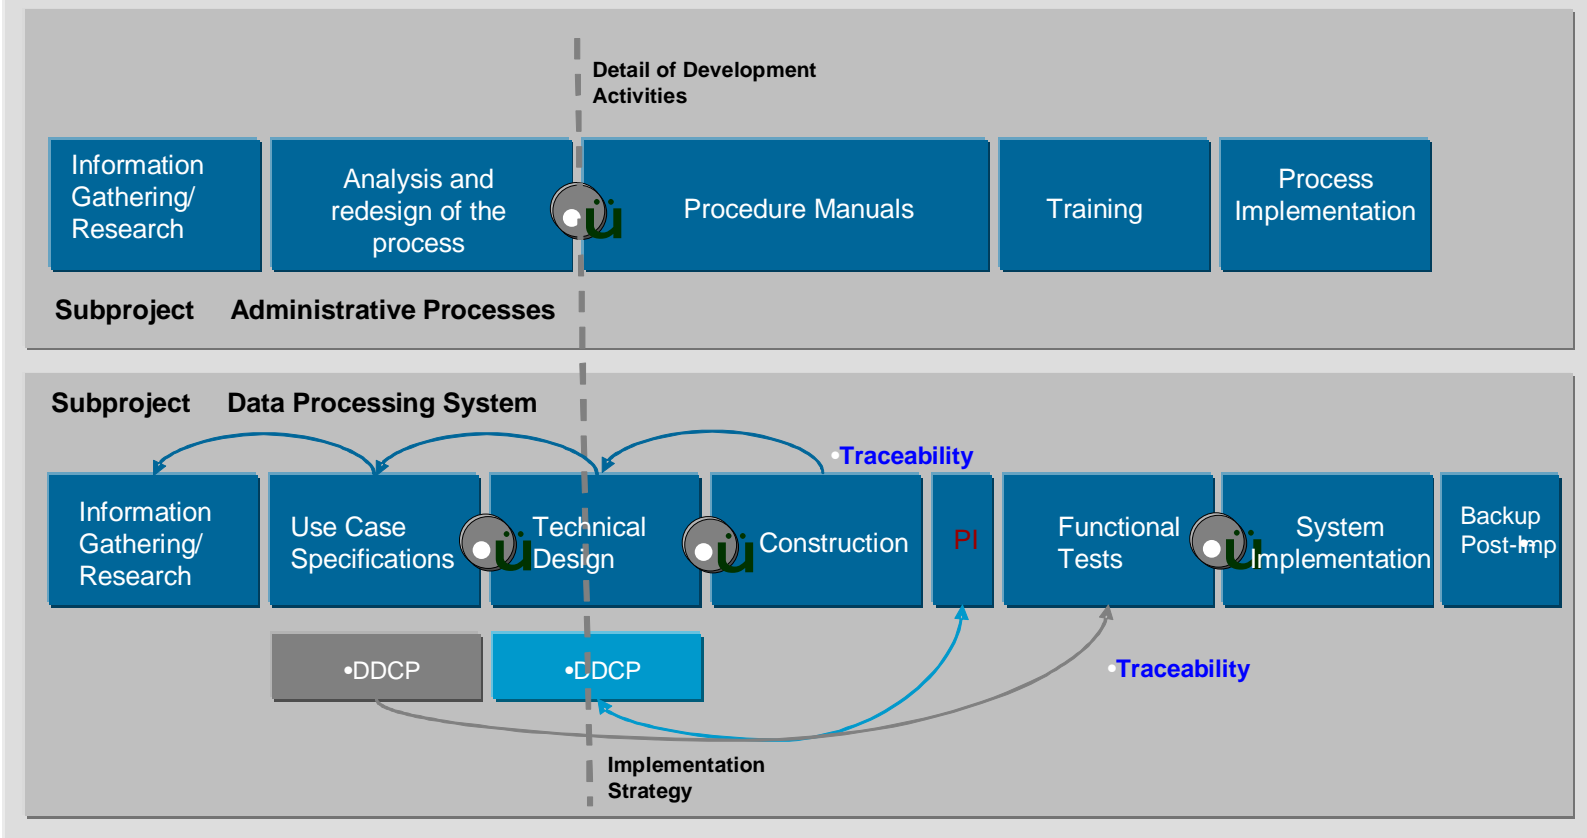 Detail of Development
Activities
Information
Gathering/
Research
Analysis and
redesign of the
process
ü
Procedure Manuals
Training
Process
Implementation
Subproject Administrative Processes
Subproject Data Processing System
•Traceability
Information
Gathering/
Research
Use Case
Specifications
ü
Technical
Design
ü
Construction
PI
Functional
Tests
ü
System
Implementation
Backup
Post-Imp
•DDCP
•DDCP
•Traceability
Implementation
Strategy